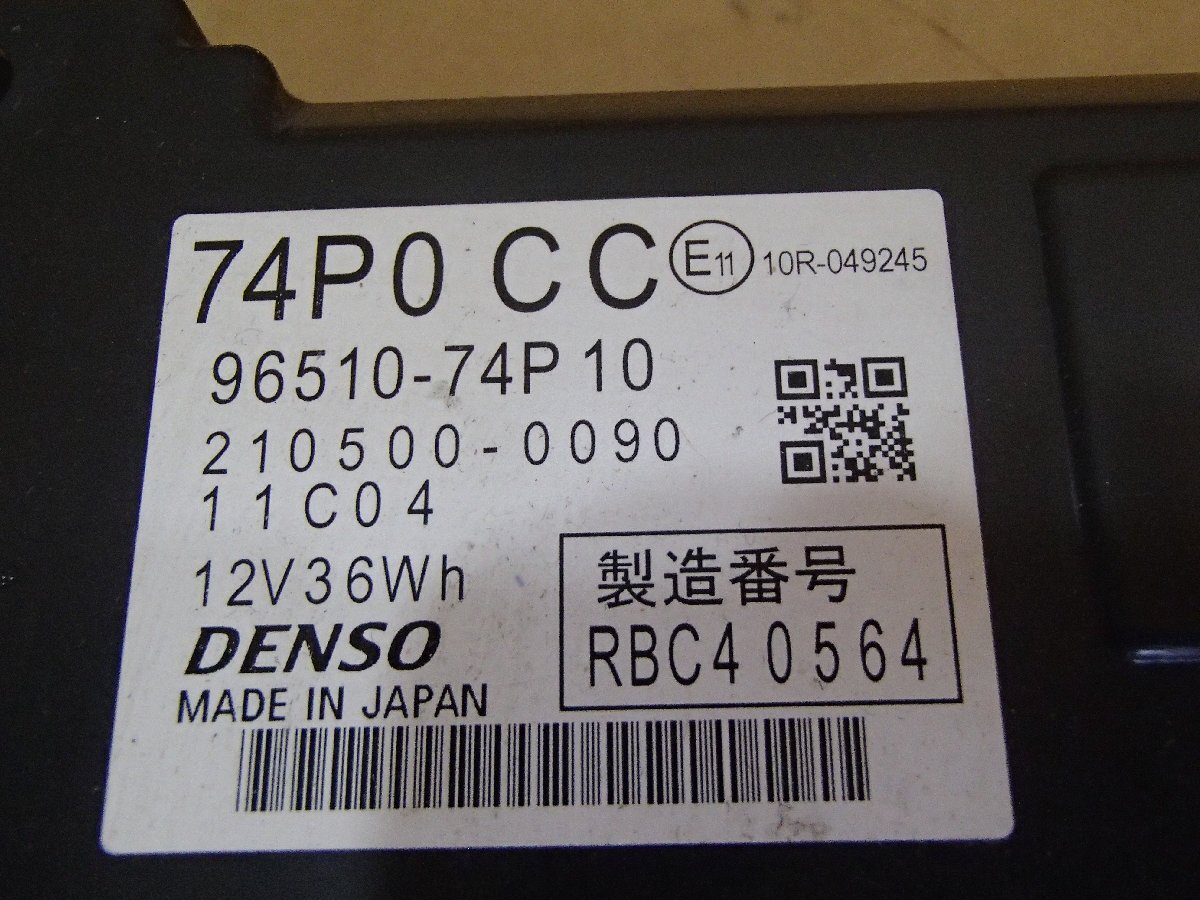 74P0 CC E11 10R-049245
96510-74P10
210500-0090
11C04
12V36Wh
製造番号
RBC40564
DENSO
MADE IN JAPAN